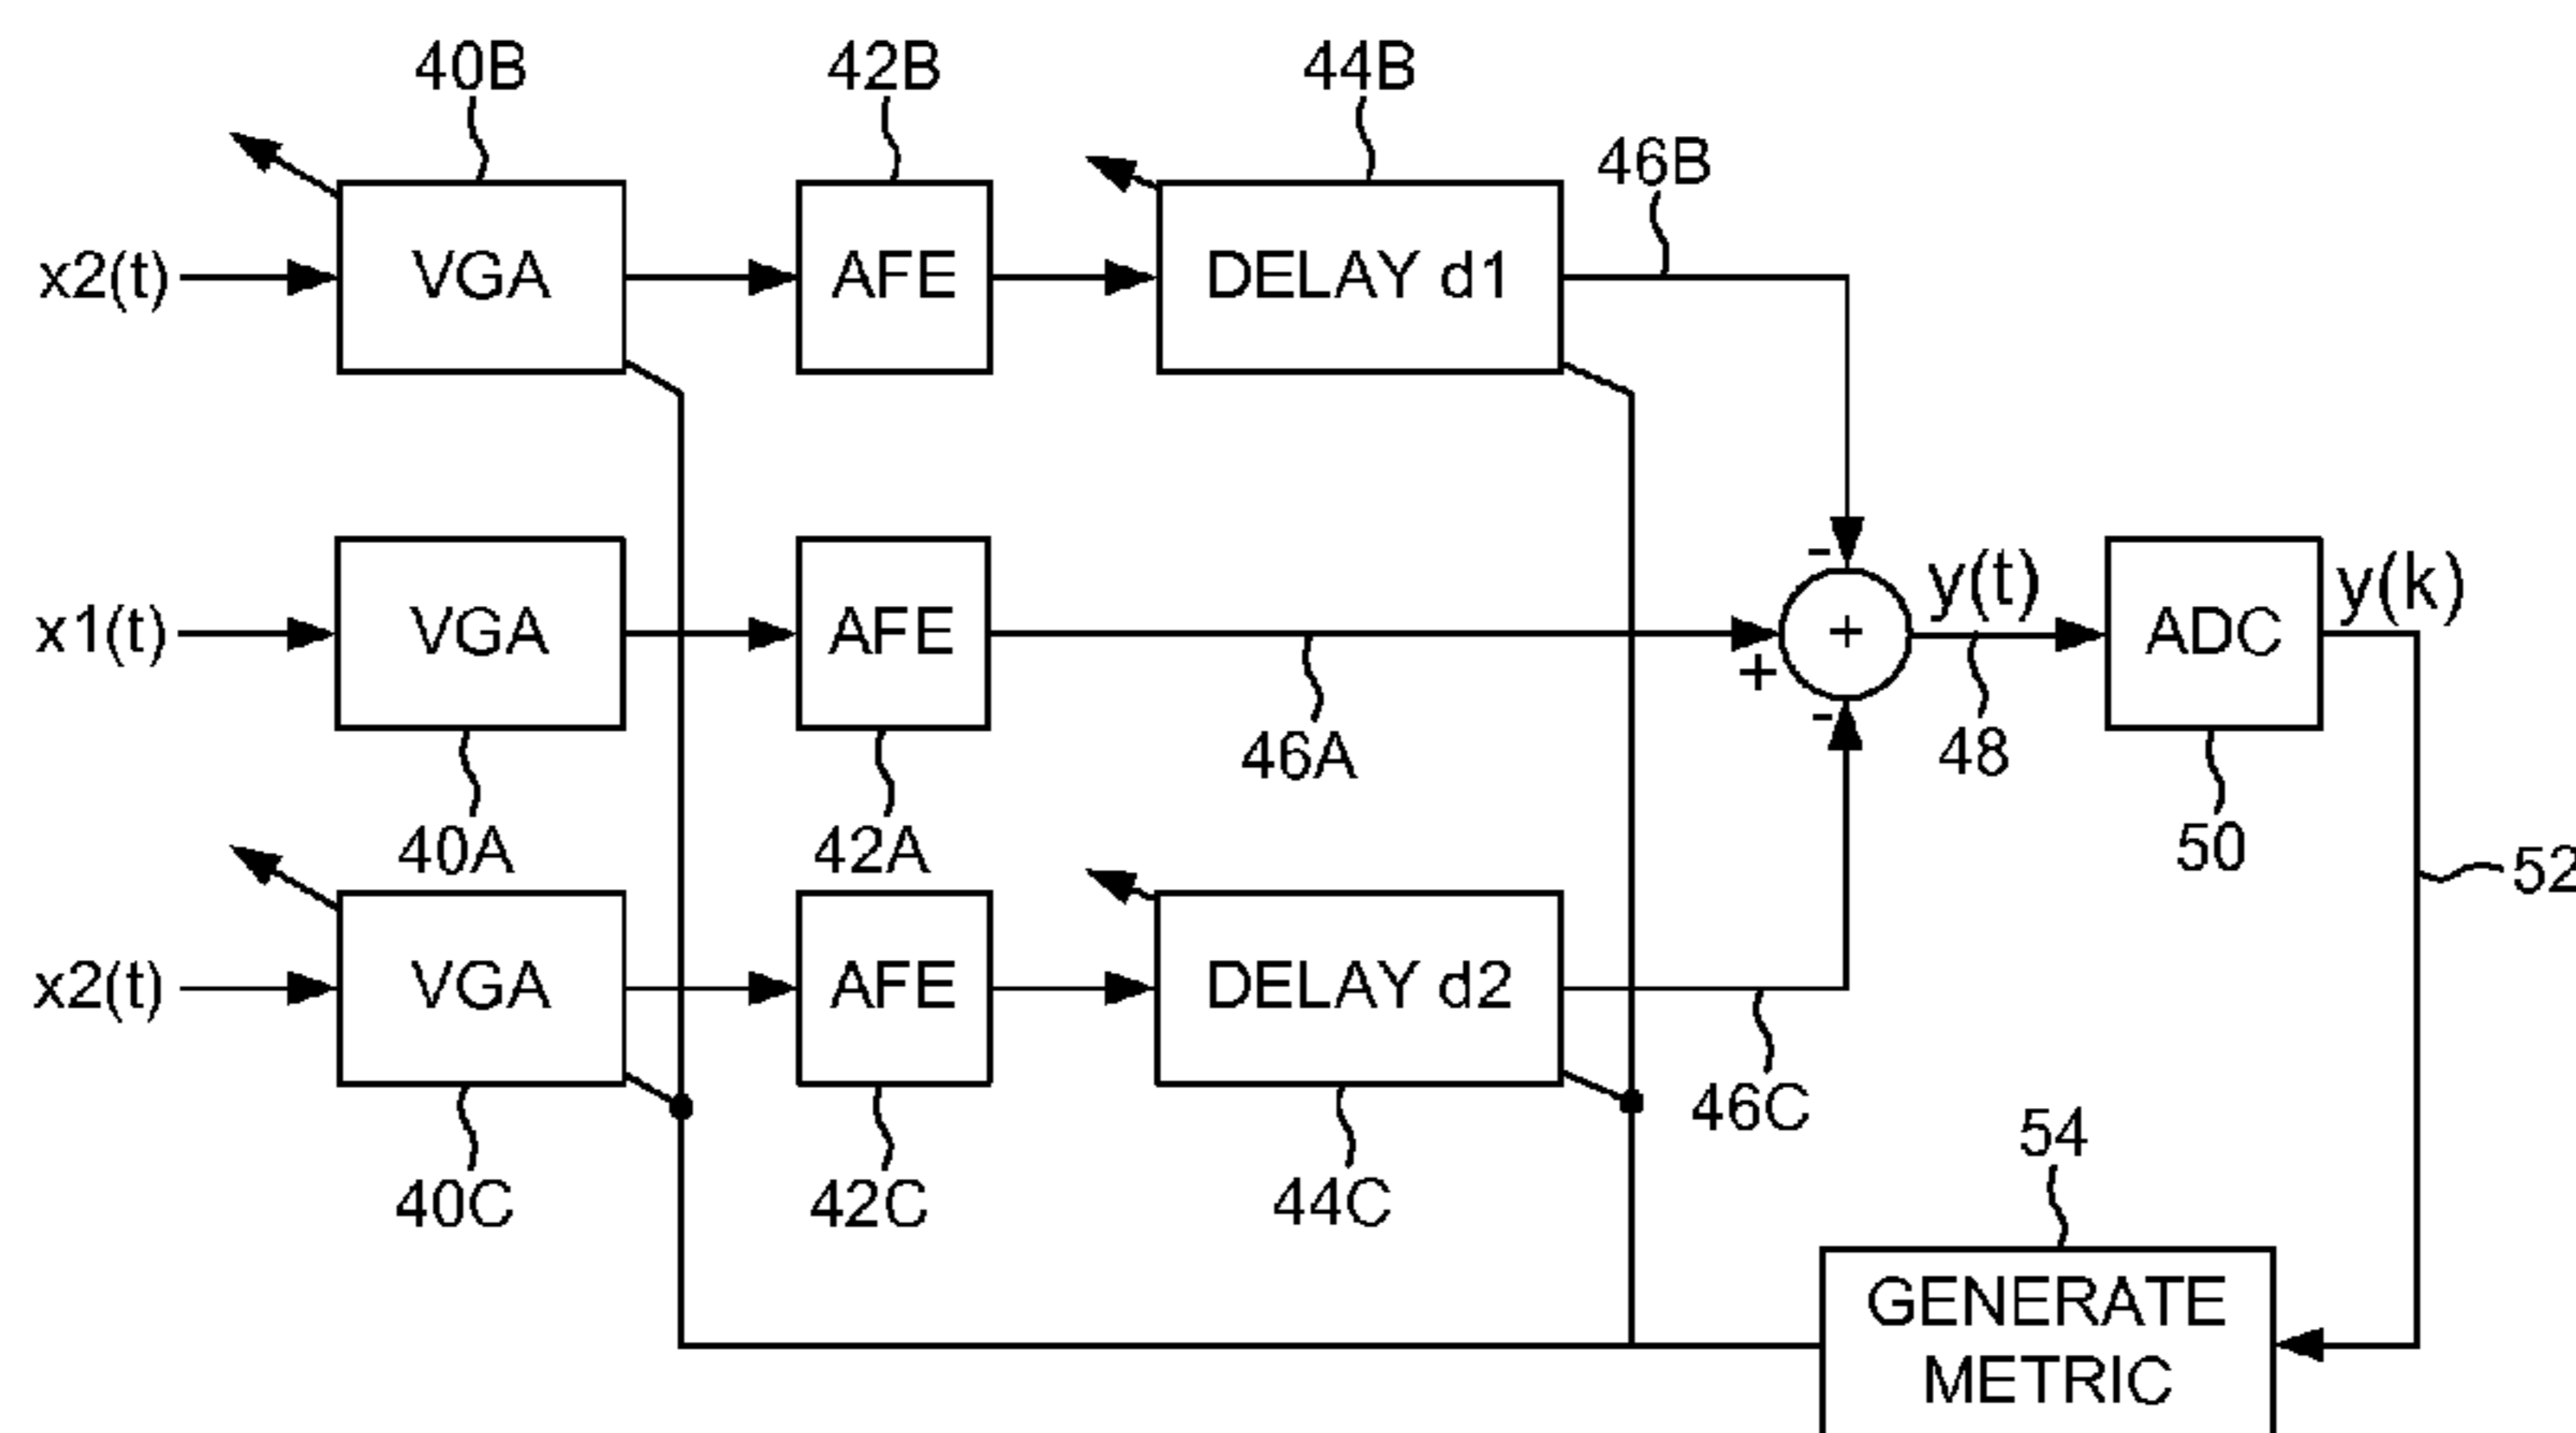 40B
42B
44B
46B
x2(t)
VGA
AFE
DELAY d1
-
x1(t)
VGA
AFE
+
+
y(t)
ADC
y(k)
46A
48
50
52
40A
42A
-
x2(t)
VGA
AFE
DELAY d2
46C
40C
42C
44C
54
GENERATE
METRIC